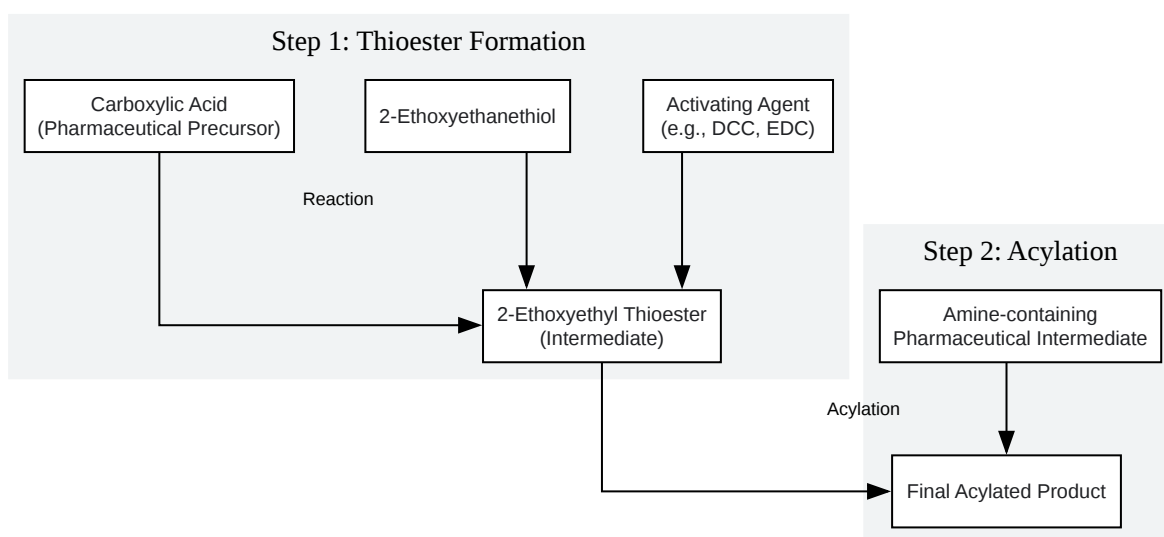 Step 1: Thioester Formation
Carboxylic Acid
(Pharmaceutical Precursor)
2-Ethoxyethanethiol
Activating Agent
(e.g., DCC, EDC)
Reaction
2-Ethoxyethyl Thioester
(Intermediate)
Step 2: Acylation
Amine-containing
Pharmaceutical Intermediate
Acylation
Final Acylated Product